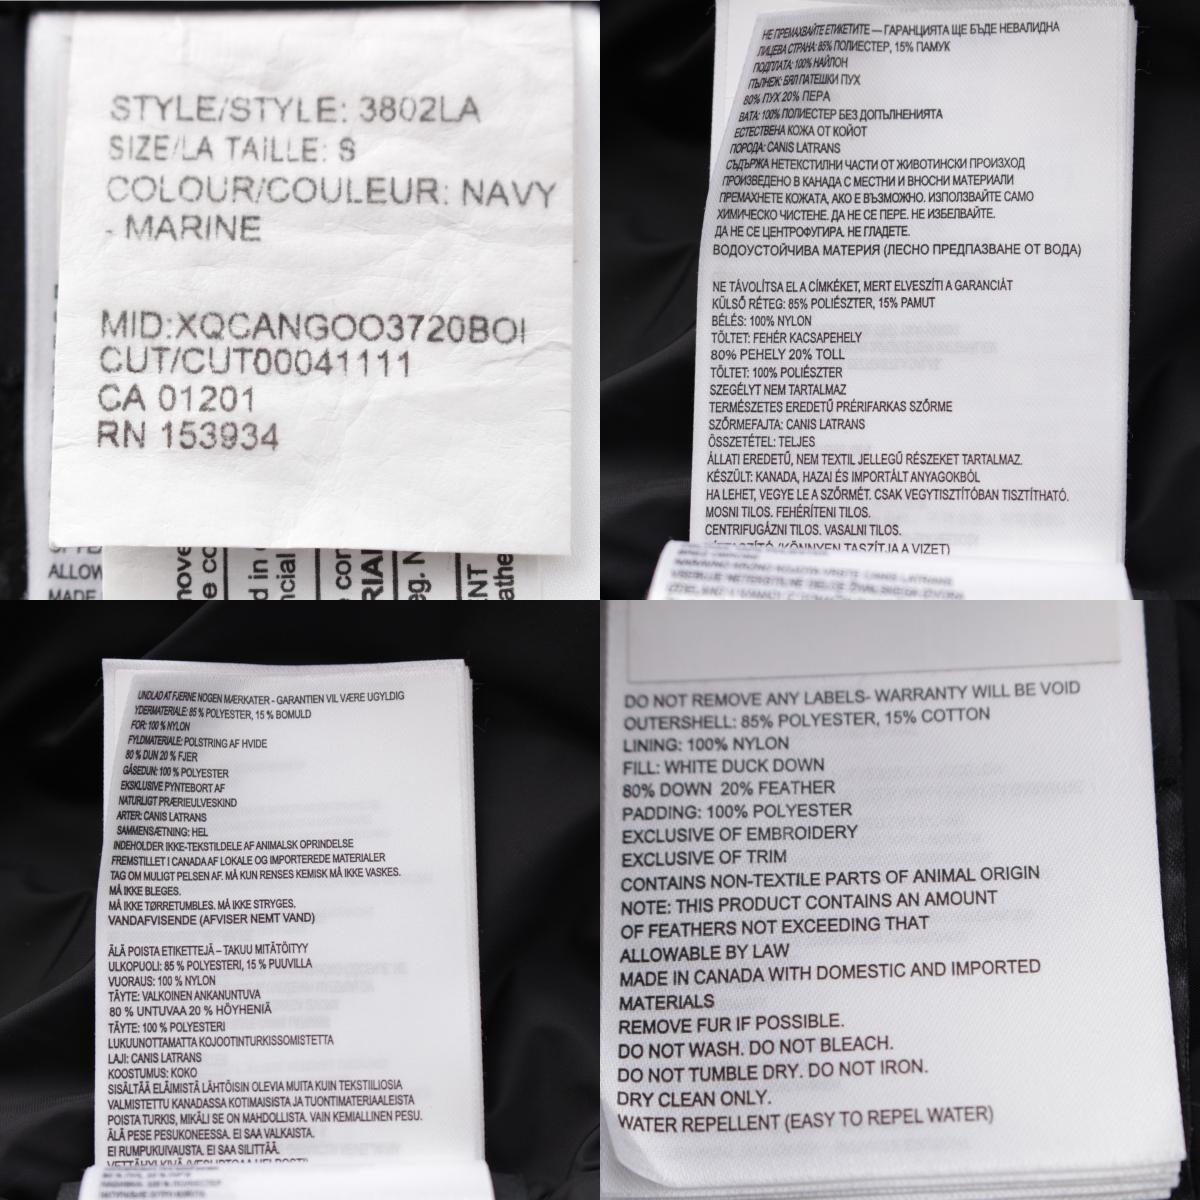 STYLE/STYLE: 3802LA
SIZE/LA TAILLE: S
COLOUR/COULEUR: NAVY
- MARINE
MID:XQCANGOO3720BOI
CUT/CUT00041111
CA 01201
RN 153934
ALLOW
MADE
НЕ ПРЕМАХВАЙТЕ ЕТИКЕТИТЕ — ГАРАНЦИЯТА ЩЕ БЪДЕ НЕВАЛИДНА
ЛИЦЕВА СТРАНА: 85% ПОЛИЕСТЕР, 15% ПАМУК
ПОДПЛАТА: 100% НАЙЛОН
ПЪЛНЕЖ: БЯЛ ПАТЕШКИ ПУХ
80% ПУХ 20% ПЕРА
ВАТА: 100% ПОЛИЕСТЕР БЕЗ ДОПЪЛНЕНИЯТА
ЕСТЕСТВЕНА КОЖА ОТ КОЙОТ
ПОРОДА: CANIS LATRANS
СЪДЪРЖА НЕТЕКСТИЛНИ ЧАСТИ ОТ ЖИВОТИНСКИ ПРОИЗХОД
ПРОИЗВЕДЕНО В КАНАДА С МЕСТНИ И ВНОСНИ МАТЕРИАЛИ
ПРЕМАХНЕТЕ КОЖАТА, АКО Е ВЪЗМОЖНО. ИЗПОЛЗВАЙТЕ САМО
ХИМИЧЕСКО ЧИСТЕНЕ. ДА НЕ СЕ ПЕРЕ. НЕ ИЗБЕЛВАЙТЕ.
ДА НЕ СЕ ЦЕНТРОФУГИРА. НЕ ГЛАДЕТЕ.
ВОДОУСТОЙЧИВА МАТЕРИЯ (ЛЕСНО ПРЕДПАЗВАНЕ ОТ ВОДА)
NE TÁVOLÍTSA EL A CÍMKÉKET, MERT ELVESZÍTI A GARANCIÁT
KÜLSŐ RÉTEG: 85% POLIÉSZTER, 15% PAMUT
BÉLÉS: 100% NYLON
TÖLTET: FEHÉR KACSAPEHELY
80% PEHELY 20% TOLL
TÖLTET: 100% POLIÉSZTER
SZEGÉLYT NEM TARTALMAZ
TERMÉSZETES EREDETŰ PRÉRIFARKAS SZŐRME
SZŐRMEFAJTA: CANIS LATRANS
ÖSSZETÉTEL: TELJES
ÁLLATI EREDETŰ, NEM TEXTIL JELLEGŰ RÉSZEKET TARTALMAZ.
KÉSZÜLT: KANADA, HAZAI ÉS IMPORTÁLT ANYAGOKBÓL
HA LEHET, VEGYE LE A SZŐRMÉT. CSAK VEGYTISZTÍTÓBAN TISZTÍTHATÓ.
MOSNI TILOS. FEHÉRÍTENI TILOS.
CENTRIFUGÁZNI TILOS. VASALNI TILOS.
(KÖNNYEN TASZÍTJA A VIZET)
UNDLAD AT FJERNE NOGEN MÆRKATER - GARANTIEN VIL VÆRE UGYLDIG
YDERMATERIALE: 85 % POLYESTER, 15 % BOMULD
FOR: 100 % NYLON
FYLDMATERIALE: POLSTRING AF HVIDE
80 % DUN 20 % FJER
GÅSEDUN: 100 % POLYESTER
EKSKLUSIVE PYNTEBORT AF
NATURLIGT PRÆRIEULVESKIND
ARTER: CANIS LATRANS
SAMMENSÆTNING: HEL
INDEHOLDER IKKE-TEKSTILDELE AF ANIMALSK OPRINDELSE
FREMSTILLET I CANADA AF LOKALE OG IMPORTEREDE MATERIALER
TAG OM MULIGT PELSEN AF. MÅ KUN RENSES KEMISK MÅ IKKE VASKES.
MÅ IKKE BLEGES.
MÅ IKKE TØRRETUMBLES. MÅ IKKE STRYGES.
VANDAFVISENDE (AFVISER NEMT VAND)
ÄLÄ POISTA ETIKETTEJÄ – TAKUU MITÄTÖITYY
ULKOPUOLI: 85 % POLYESTERI, 15 % PUUVILLA
VUORAUS: 100 % NYLON
TÄYTE: VALKOINEN ANKANUNTUVA
80 % UNTUVAA 20 % HÖYHENIÄ
TÄYTE: 100 % POLYESTERI
LUKUUNOTTAMATTA KOJOOTINTURKISSOMISTETTA
LAJI: CANIS LATRANS
KOOSTUMUS: KOKO
SISÄLTÄÄ ELÄIMISTÄ LÄHTÖISIN OLEVIA MUITA KUIN TEKSTIILIOSIA
VALMISTETTU KANADASSA KOTIMAISISTA JA TUONTIMATERIAALEISTA
POISTA TURKIS, MIKÄLI SE ON MAHDOLLISTA. VAIN KEMIALLINEN PESU.
ÄLÄ PESE PESUKONEESSA. EI SAA VALKAISTA.
EI RUMPUKUIVAUSTA. EI SAA SILITTÄÄ.
DO NOT REMOVE ANY LABELS- WARRANTY WILL BE VOID
OUTERSHELL: 85% POLYESTER, 15% COTTON
LINING: 100% NYLON
FILL: WHITE DUCK DOWN
80% DOWN 20% FEATHER
PADDING: 100% POLYESTER
EXCLUSIVE OF EMBROIDERY
EXCLUSIVE OF TRIM
CONTAINS NON-TEXTILE PARTS OF ANIMAL ORIGIN
NOTE: THIS PRODUCT CONTAINS AN AMOUNT
OF FEATHERS NOT EXCEEDING THAT
ALLOWABLE BY LAW
MADE IN CANADA WITH DOMESTIC AND IMPORTED
MATERIALS
REMOVE FUR IF POSSIBLE.
DO NOT WASH. DO NOT BLEACH.
DO NOT TUMBLE DRY. DO NOT IRON.
DRY CLEAN ONLY.
WATER REPELLENT (EASY TO REPEL WATER)